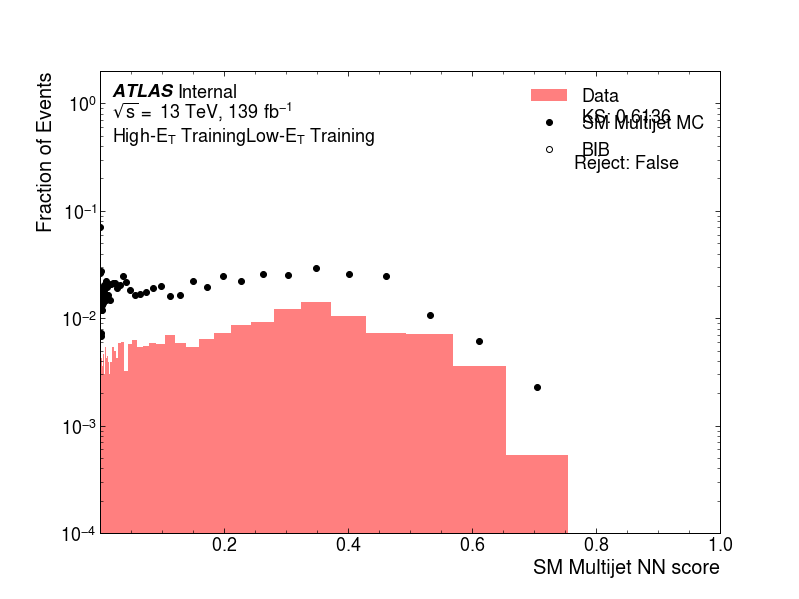 ATLAS Internal
√s = 13 TeV, 139 fb⁻¹
High-E_T TrainingLow-E_T Training
Data
KS: 0.6136
SM Multijet MC
BIB
Reject: False
Fraction of Events
10⁰
10⁻¹
10⁻²
10⁻³
10⁻⁴
0.2 0.4 0.6 0.8 1.0
SM Multijet NN score